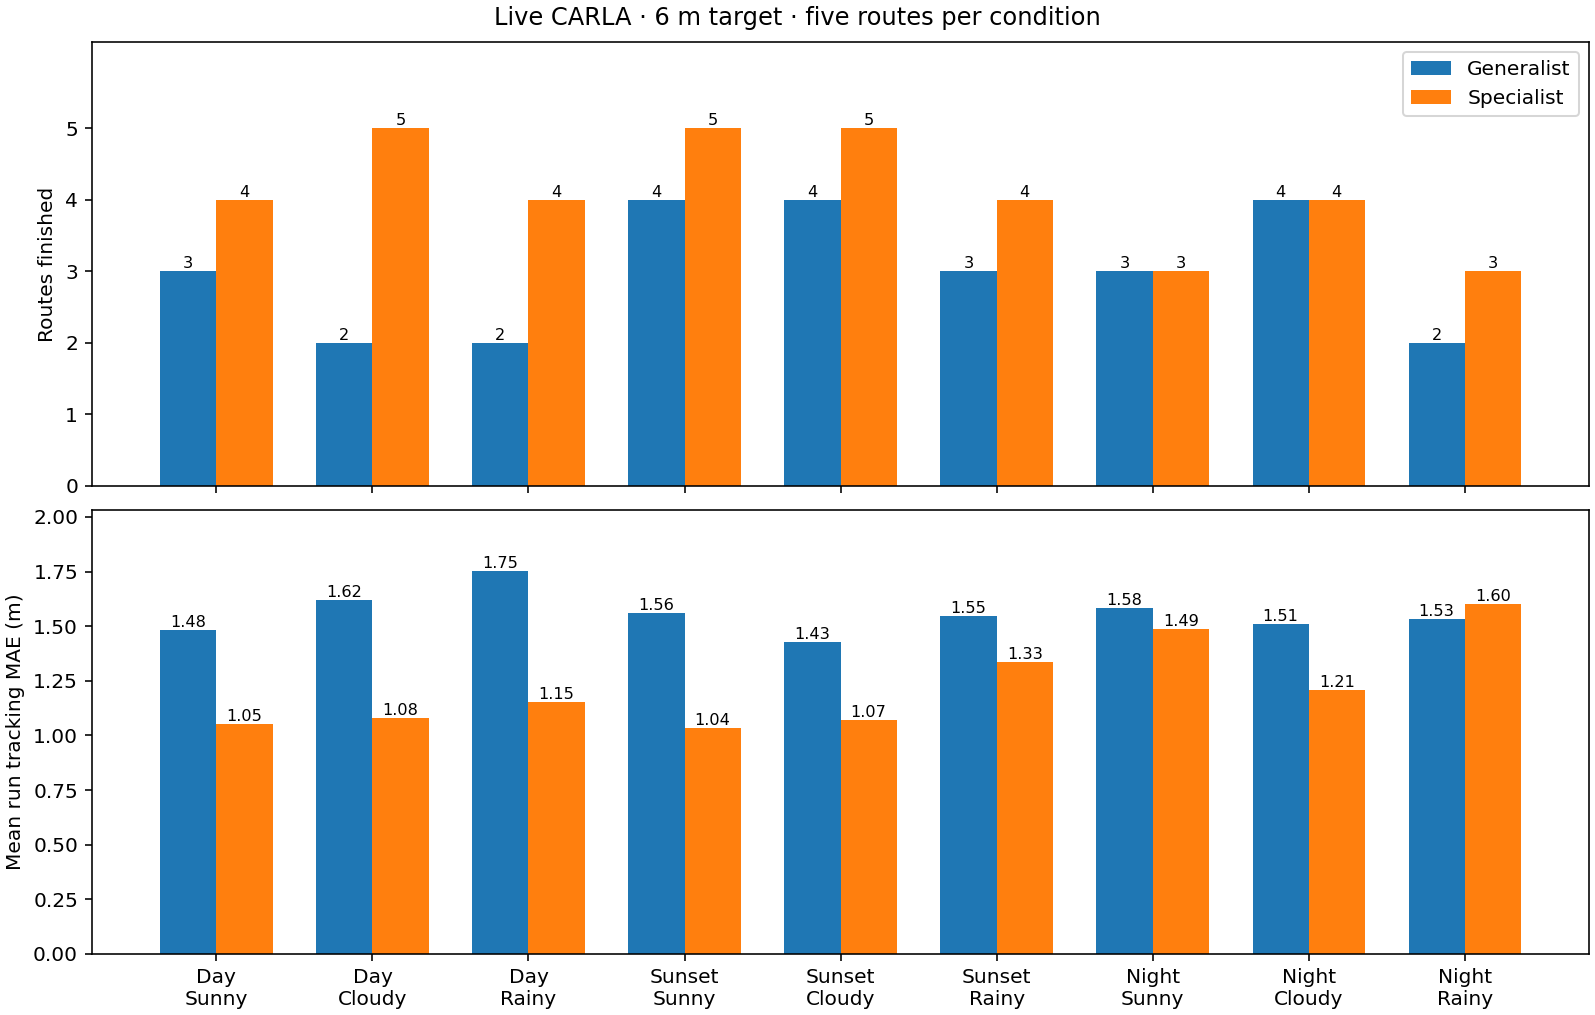 Live CARLA · 6 m target · five routes per condition
Generalist
Specialist
Routes finished
5
4
3
2
1
0
3
4
2
5
2
4
4
5
4
5
3
4
3
3
4
4
2
3
Mean run tracking MAE (m)
2.00
1.75
1.50
1.25
1.00
0.75
0.50
0.25
0.00
1.48
1.05
1.62
1.08
1.75
1.15
1.56
1.04
1.43
1.07
1.55
1.33
1.58
1.49
1.51
1.21
1.53
1.60
Day
Sunny
Day
Cloudy
Day
Rainy
Sunset
Sunny
Sunset
Cloudy
Sunset
Rainy
Night
Sunny
Night
Cloudy
Night
Rainy